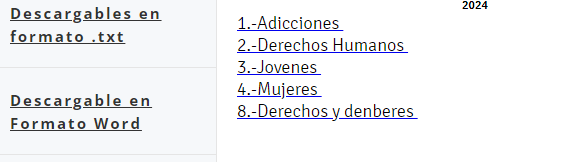 Descargables en
formato .txt
Descargable en
Formato Word
2024
1.-Adicciones
2.-Derechos Humanos
3.-Jovenes
4.-Mujeres
8.-Derechos y denberes